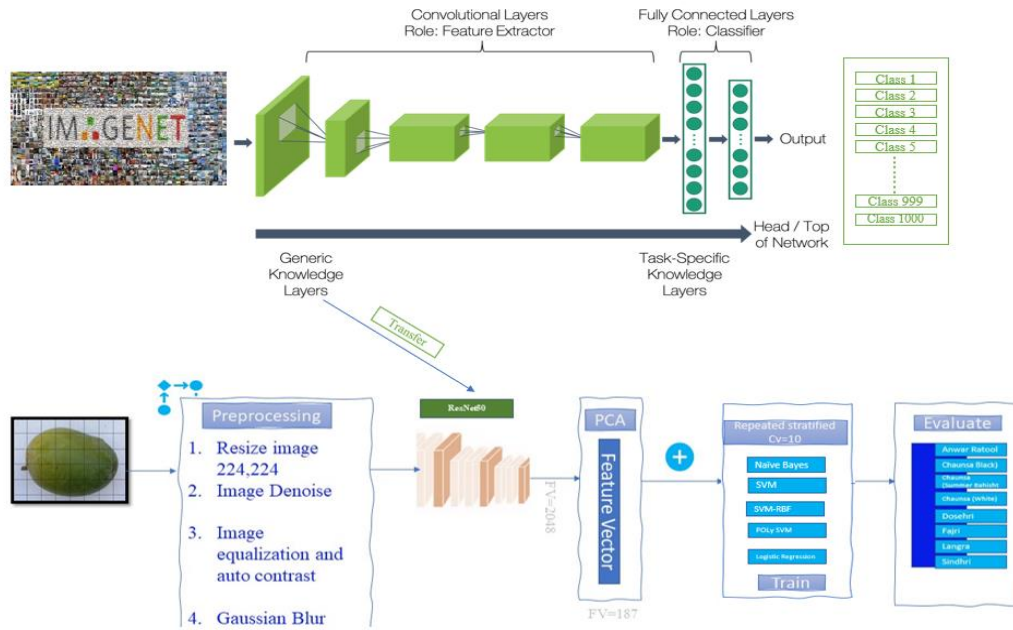 Convolutional Layers
Role: Feature Extractor
Fully Connected Layers
Role: Classifier
IMAGENET
Output
Class 1
Class 2
Class 3
Class 4
Class 5
Class 999
Class 1000
Head / Top
of Network
Generic
Knowledge
Layers
Task-Specific
Knowledge
Layers
Transfer
Preprocessing
1. Resize image
224,224
2. Image Denoise
3. Image
equalization and
auto contrast
4. Gaussian Blur
ResNet50
FV=2048
PCA
Feature Vector
FV=187
Repeated stratified
Cv=10
Naïve Bayes
SVM
SVM-RBF
POLy SVM
Logistic Regression
Train
Evaluate
Anwar Ratool
Chaunsa Black)
Chaunsa
(Summer Bahisht)
Chaunsa (White)
Dosehri
Fajri
Langra
Sindhri